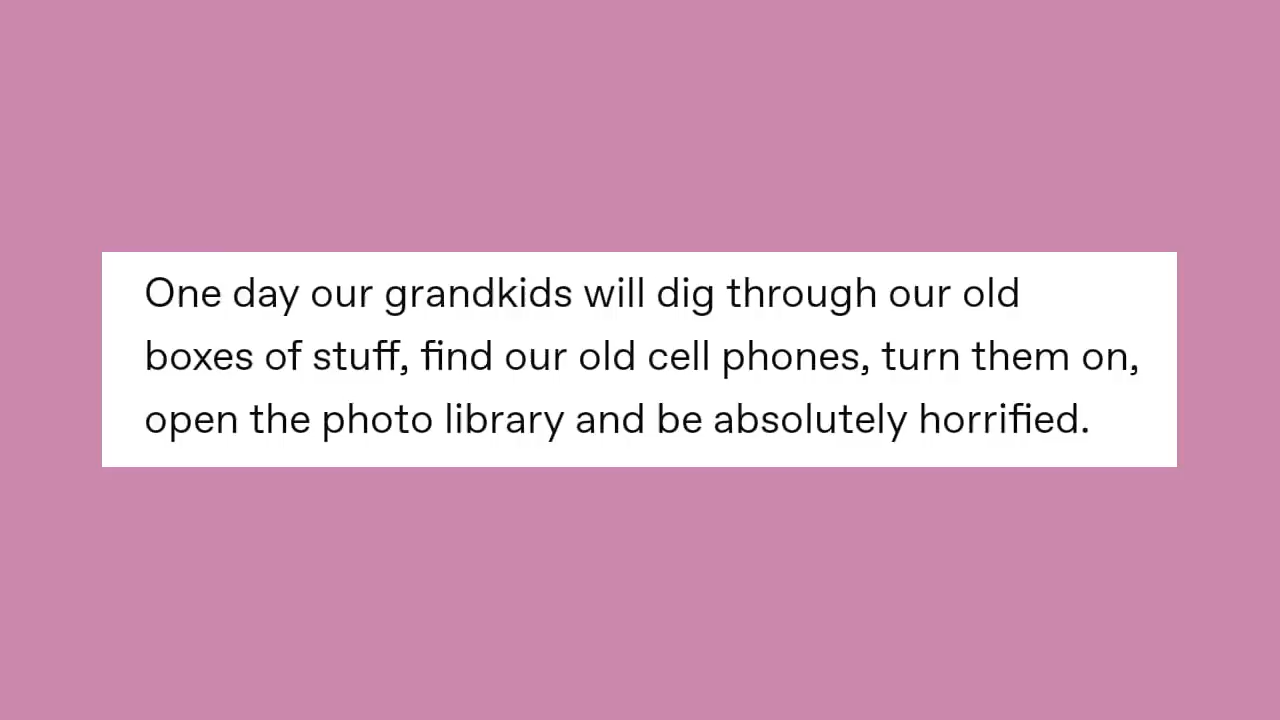 One day our grandkids will dig through our old
boxes of stuff, find our old cell phones, turn them on,
open the photo library and be absolutely horrified.